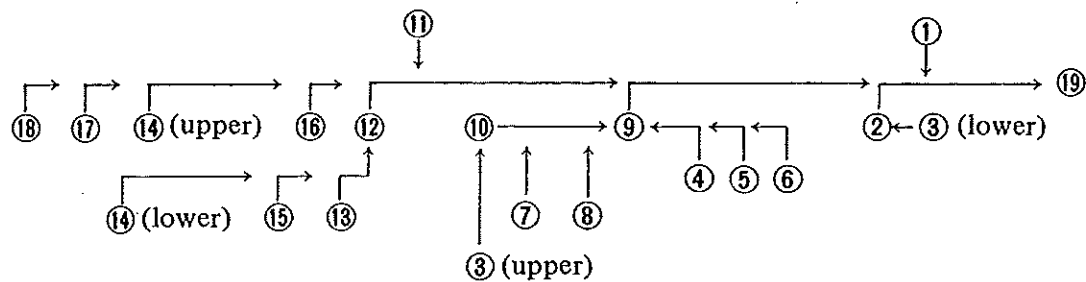 ⑪ ①
⑲
⑱ ⑰ ⑭ (upper) ⑯ ⑫ ⑩ ⑨ ② ③ (lower)
④ ⑤ ⑥
⑭ (lower) ⑮ ⑬ ⑦ ⑧
③ (upper)